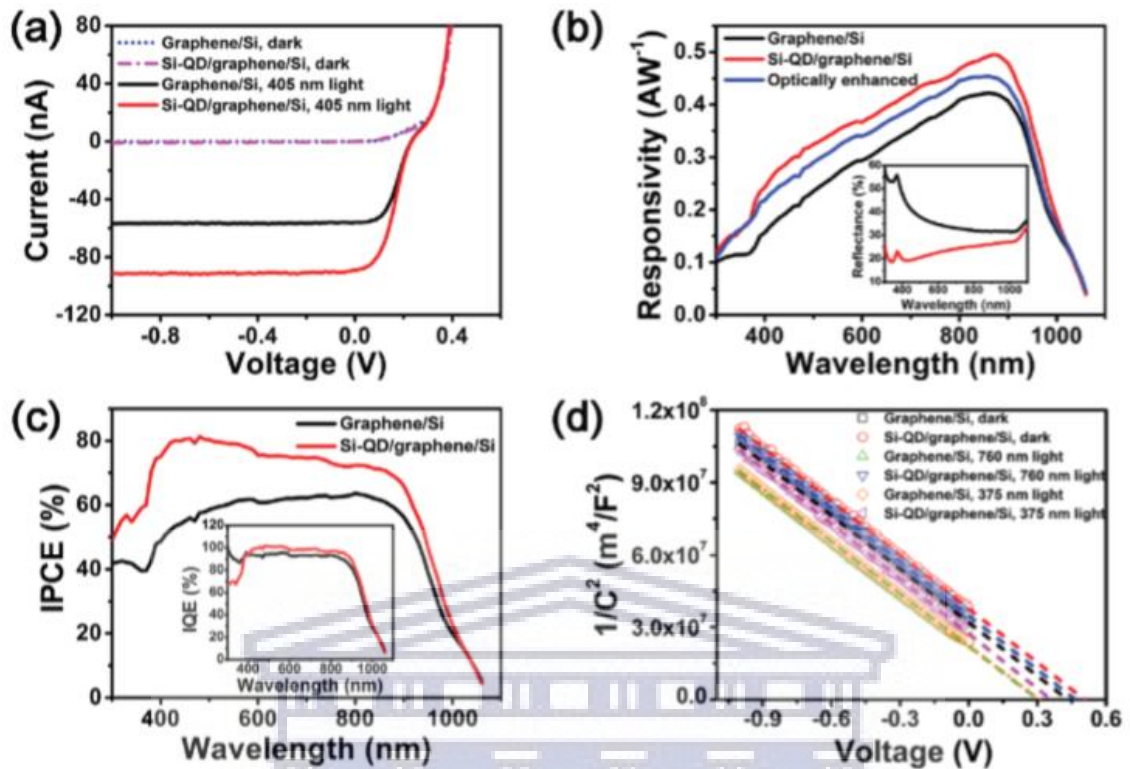 (a)
80
40
0
-40
-80
-120
Current (nA)
Graphene/Si, dark
Si-QD/graphene/Si, dark
Graphene/Si, 405 nm light
Si-QD/graphene/Si, 405 nm light
-0.8
-0.4
0.0
0.4
Voltage (V)
(b)
0.5
0.4
0.3
0.2
0.1
0.0
Responsivity (AW⁻¹)
Graphene/Si
Si-QD/graphene/Si
Optically enhanced
60
50
40
30
20
10
Reflectance (%)
400
600
800
1000
Wavelength (nm)
400
600
800
1000
Wavelength (nm)
(c)
80
60
40
20
0
IPCE (%)
Graphene/Si
Si-QD/graphene/Si
120
100
80
60
40
20
0
IQE (%)
400
600
800
1000
Wavelength (nm)
400
600
800
1000
Wavelength (nm)
(d)
1.2x10⁸
9.0x10⁷
6.0x10⁷
3.0x10⁷
0.0
1/C² (m⁴/F²)
Graphene/Si, dark
Si-QD/graphene/Si, dark
Graphene/Si, 760 nm light
Si-QD/graphene/Si, 760 nm light
Graphene/Si, 375 nm light
Si-QD/graphene/Si, 375 nm light
-0.9
-0.6
-0.3
0.0
0.3
0.6
Voltage (V)